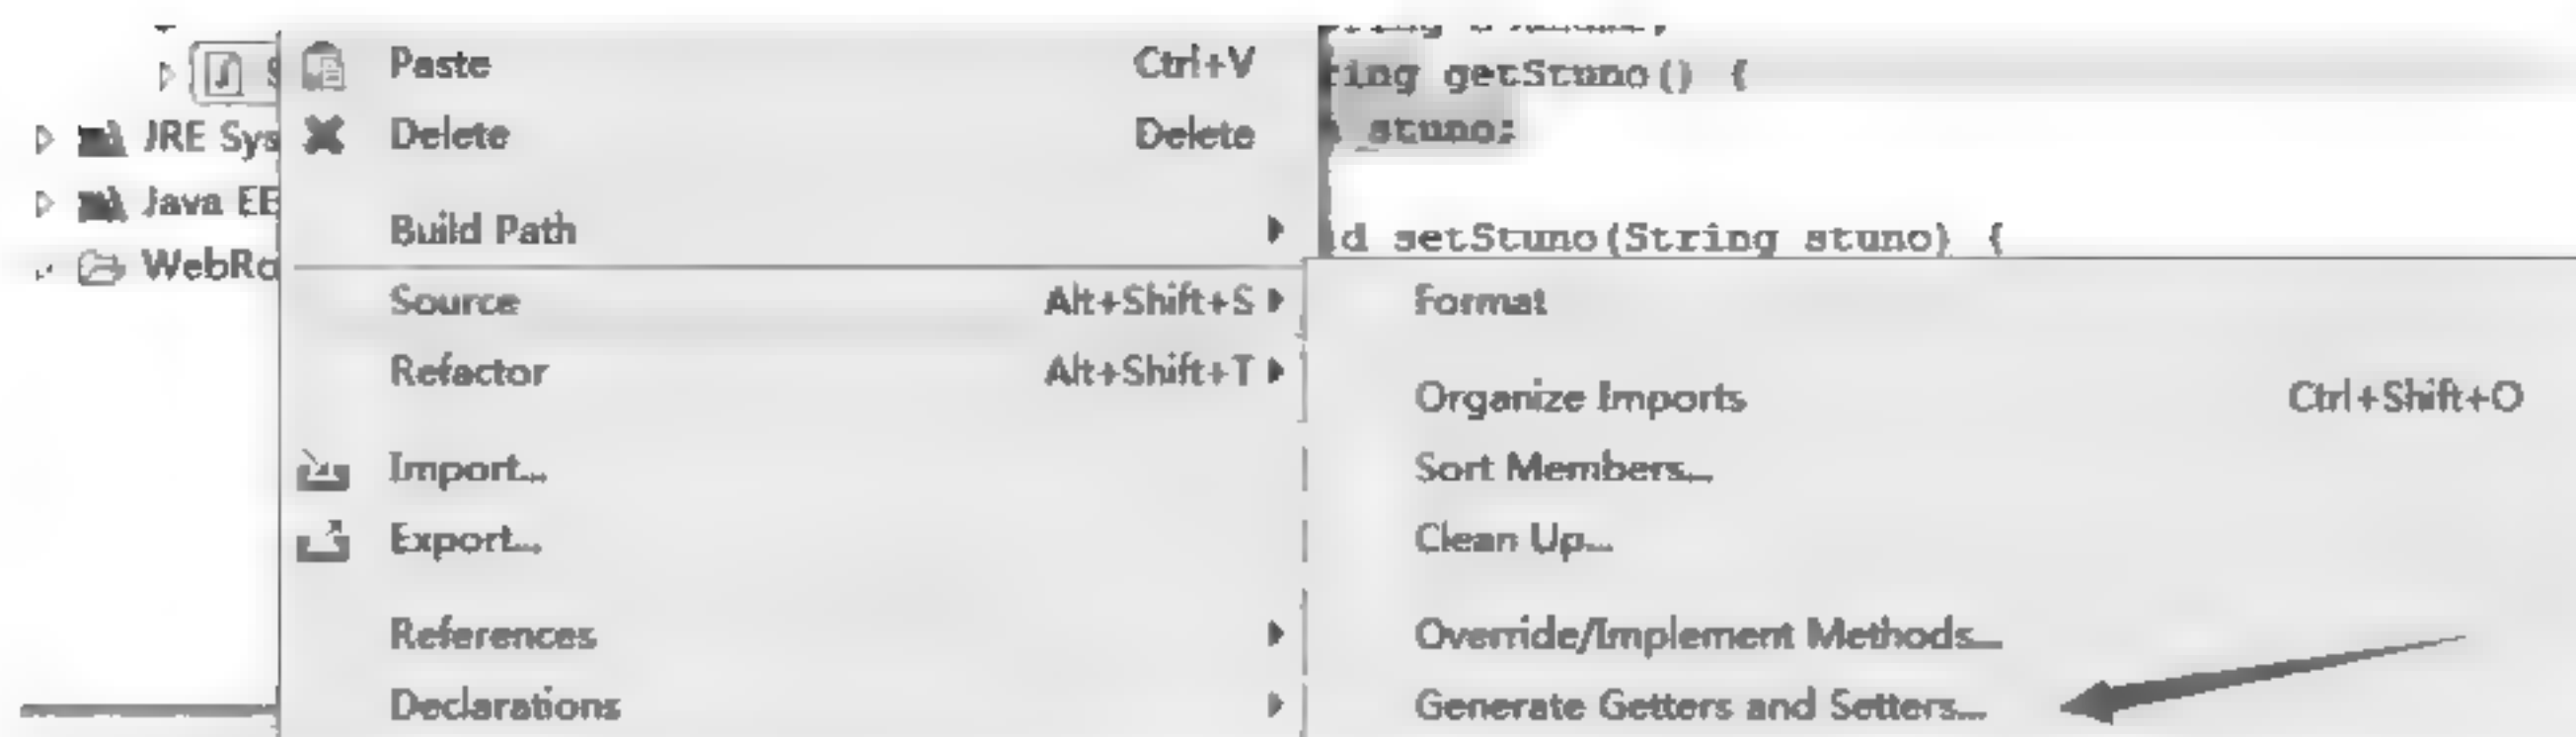 Paste Ctrl+V
ring getStuno() {
Delete Delete
stuno;
JRE Sys
Java EE
Build Path
d setStuno(String stuno) {
WebRo
Source Alt+Shift+S
Format
Refactor Alt+Shift+T
Organize Imports Ctrl+Shift+O
Import...
Sort Members...
Export...
Clean Up...
References
Override/Implement Methods...
Declarations
Generate Getters and Setters...